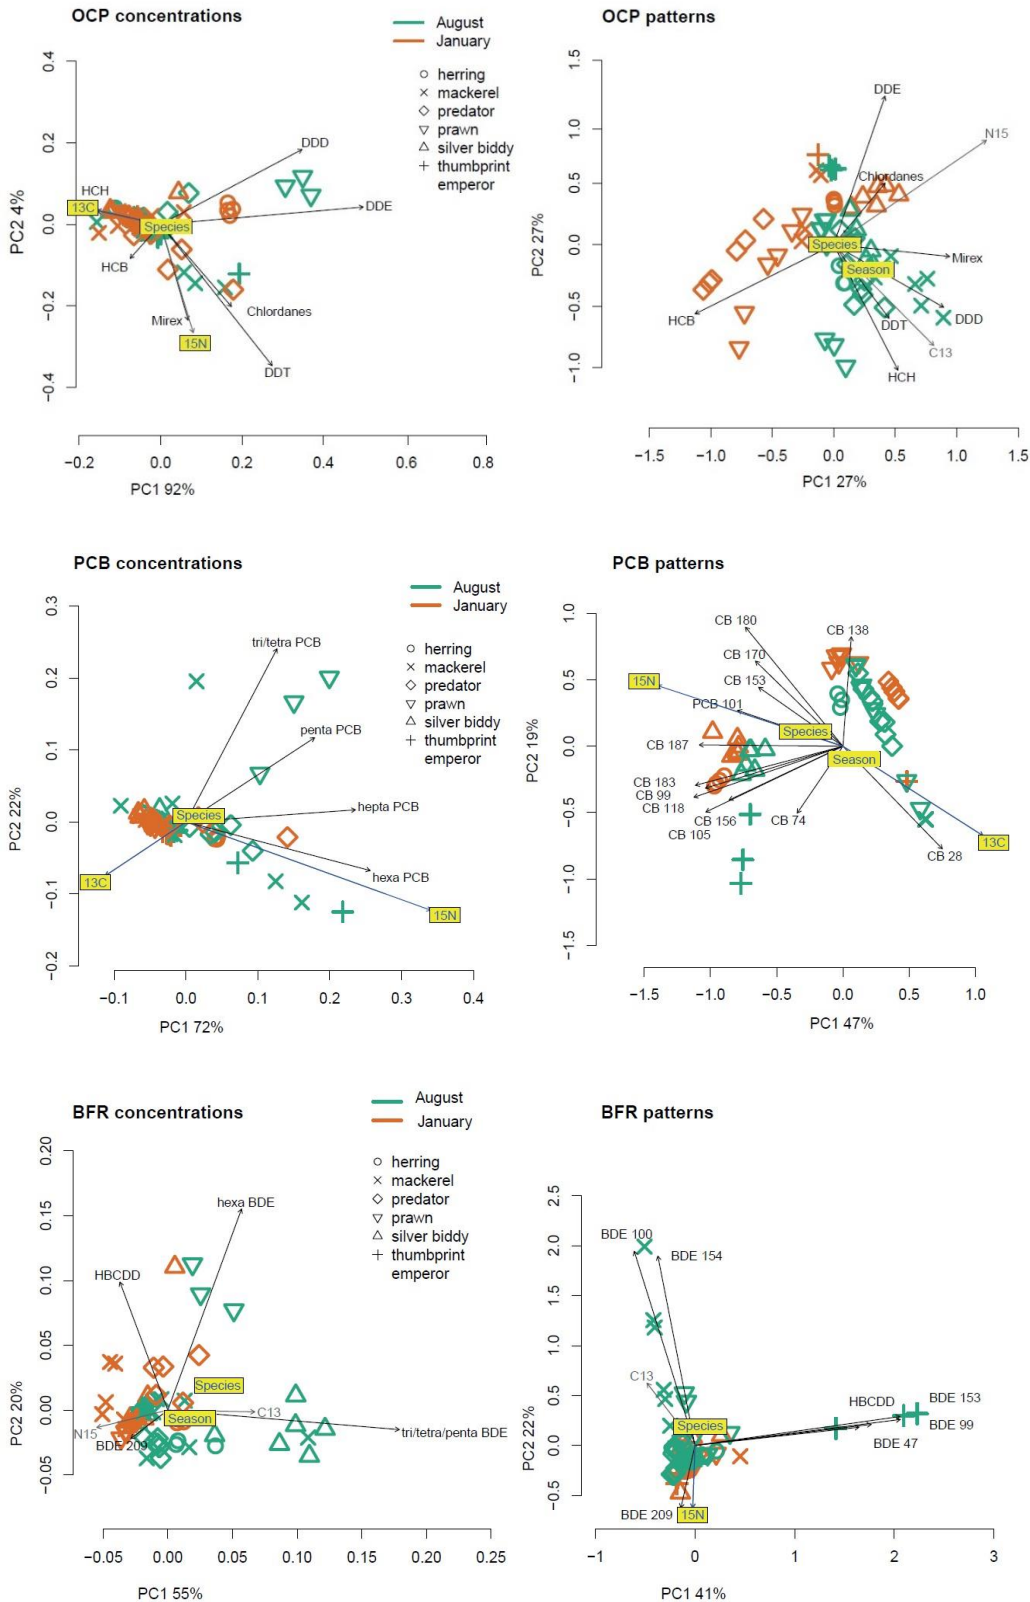 OCP concentrations
August
January
herring
mackerel
predator
prawn
silver biddy
thumbprint
emperor
0.4
0.2
0.0
−0.2
−0.4
PC2 4%
DDD
DDE
HCH
13C
Species
HCB
Mirex
15N
Chlordanes
DDT
−0.2
0.0
0.2
0.4
0.6
0.8
PC1 92%
OCP patterns
1.5
1.0
0.5
0.0
−0.5
−1.0
PC2 27%
DDE
N15
Chlordanes
Species
Season
Mirex
HCB
DDT
DDD
C13
HCH
−1.5
−1.0
−0.5
0.0
0.5
1.0
1.5
PC1 27%
PCB concentrations
August
January
herring
mackerel
predator
prawn
silver biddy
thumbprint
emperor
0.3
0.2
0.1
0.0
−0.1
−0.2
PC2 22%
tri/tetra PCB
penta PCB
hepta PCB
Species
hexa PCB
13C
15N
−0.1
0.0
0.1
0.2
0.3
0.4
PC1 72%
PCB patterns
1.0
0.5
0.0
−0.5
−1.0
−1.5
PC2 19%
CB 180
CB 138
CB 170
CB 153
15N
PCB 101
Species
CB 187
Season
CB 183
CB 99
CB 118
CB 156
CB 74
CB 105
13C
CB 28
−1.5
−1.0
−0.5
0.0
0.5
1.0
PC1 47%
BFR concentrations
August
January
herring
mackerel
predator
prawn
silver biddy
thumbprint
emperor
0.20
0.15
0.10
0.05
0.00
−0.05
PC2 20%
hexa BDE
HBCDD
Species
Season
C13
N15
BDE 209
tri/tetra/penta BDE
−0.05
0.00
0.05
0.10
0.15
0.20
0.25
PC1 55%
BFR patterns
2.5
2.0
1.5
1.0
0.5
0.0
−0.5
PC2 22%
BDE 100
BDE 154
C13
Species
HBCDD
BDE 153
BDE 99
BDE 47
BDE 209
15N
−1
0
1
2
3
PC1 41%